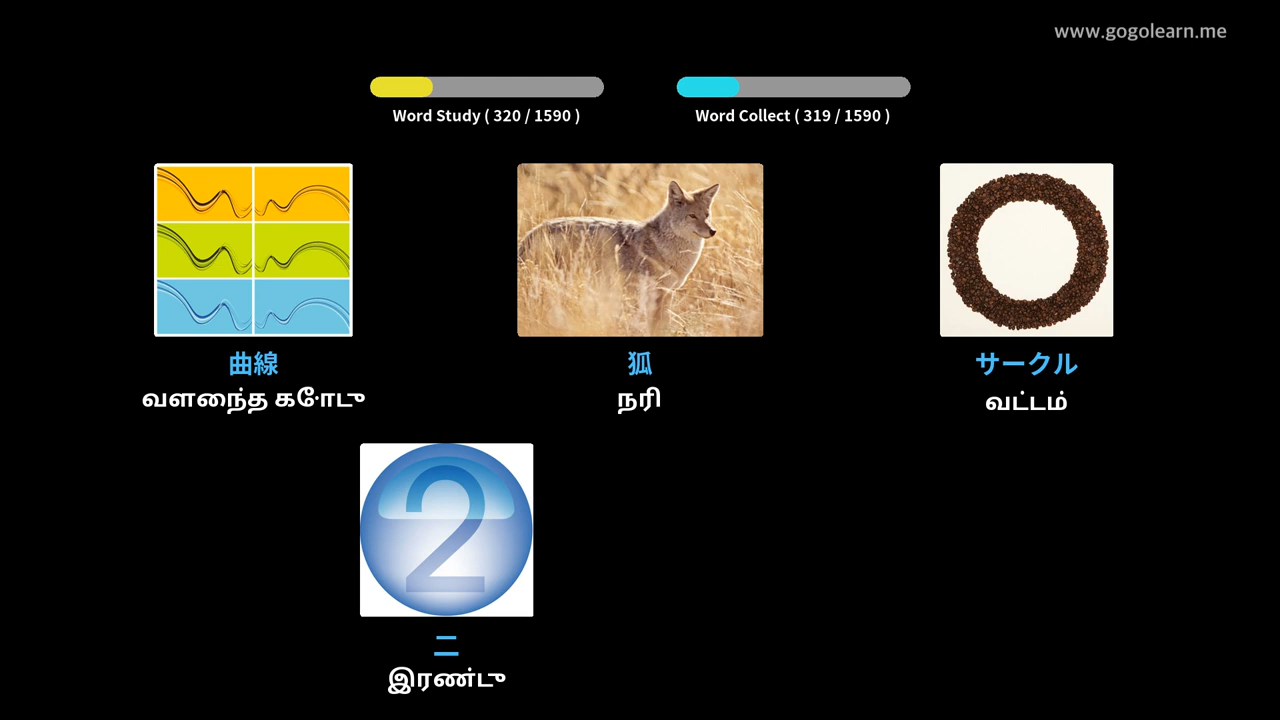 www.gogolearn.me
Word Study ( 320 / 1590 )
Word Collect ( 319 / 1590 )
曲線
வளைந்த கோடு
狐
நரி
サークル
வட்டம்
2
二
இரண்டு